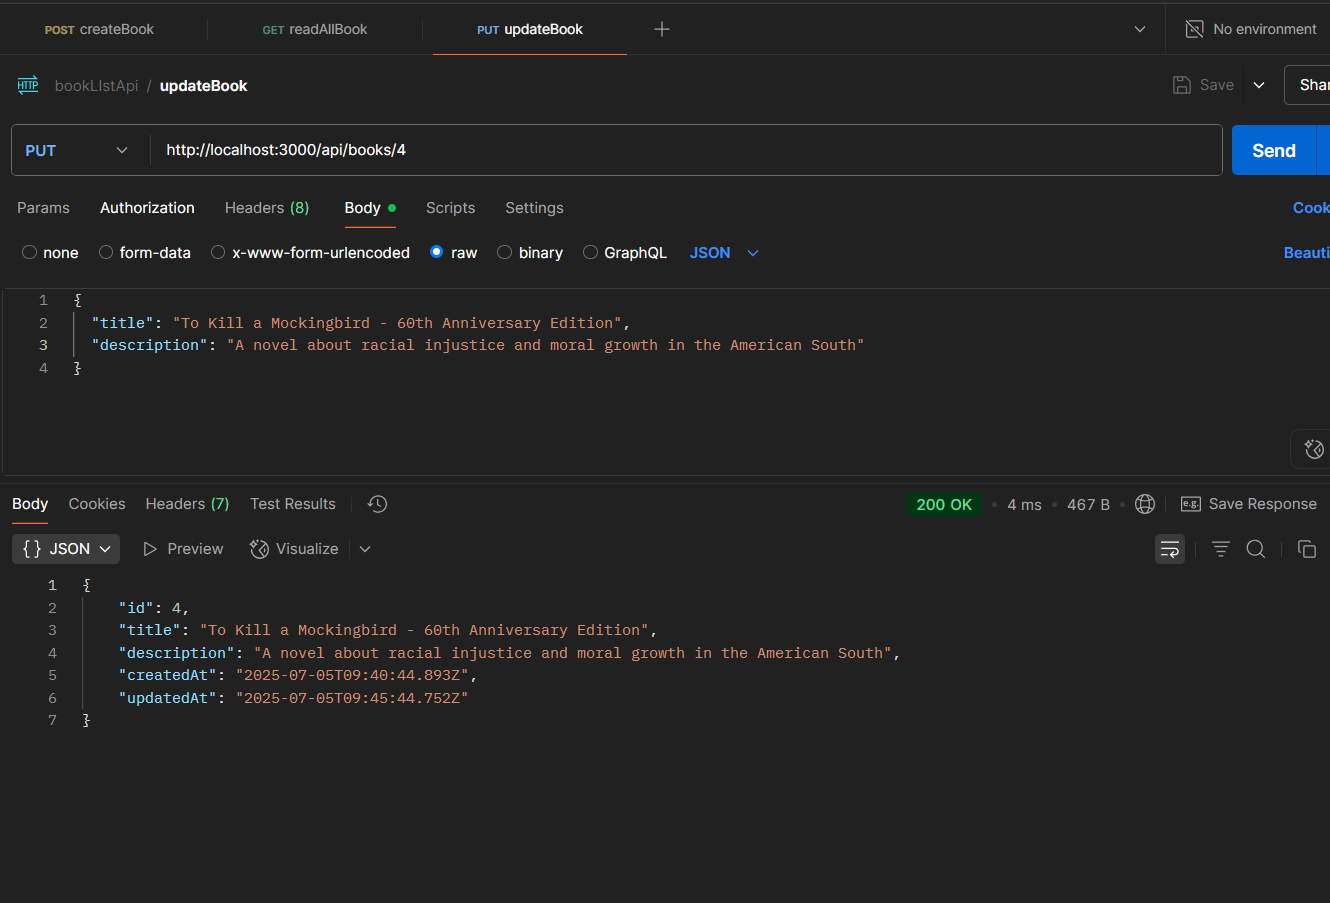 POST createBook GET readAllBook PUT updateBook No environment
HTTP bookLIstApi / updateBook Save Shar
PUT http://localhost:3000/api/books/4 Send
Params Authorization Headers (8) Body Scripts Settings Cook
none form-data x-www-form-urlencoded raw binary GraphQL JSON Beauti
1 {
2 "title": "To Kill a Mockingbird - 60th Anniversary Edition",
3 "description": "A novel about racial injustice and moral growth in the American South"
4 }
Body Cookies Headers (7) Test Results 200 OK • 4 ms • 467 B • e.g. Save Response
{} JSON Preview Visualize
1 {
2 "id": 4,
3 "title": "To Kill a Mockingbird - 60th Anniversary Edition",
4 "description": "A novel about racial injustice and moral growth in the American South",
5 "createdAt": "2025-07-05T09:40:44.893Z",
6 "updatedAt": "2025-07-05T09:45:44.752Z"
7 }